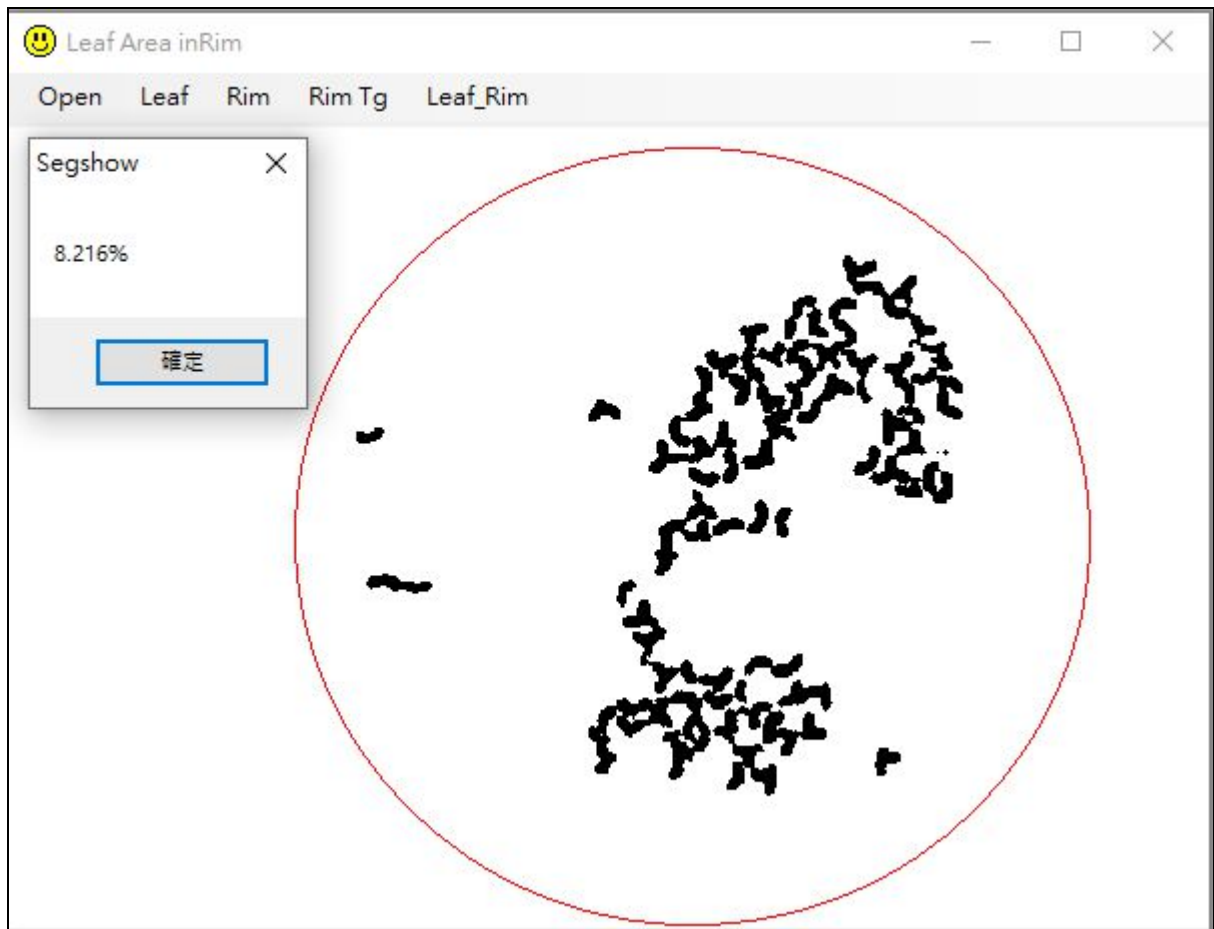 Leaf Area inRim
Open Leaf Rim Rim Tg Leaf_Rim
Segshow
8.216%
確定